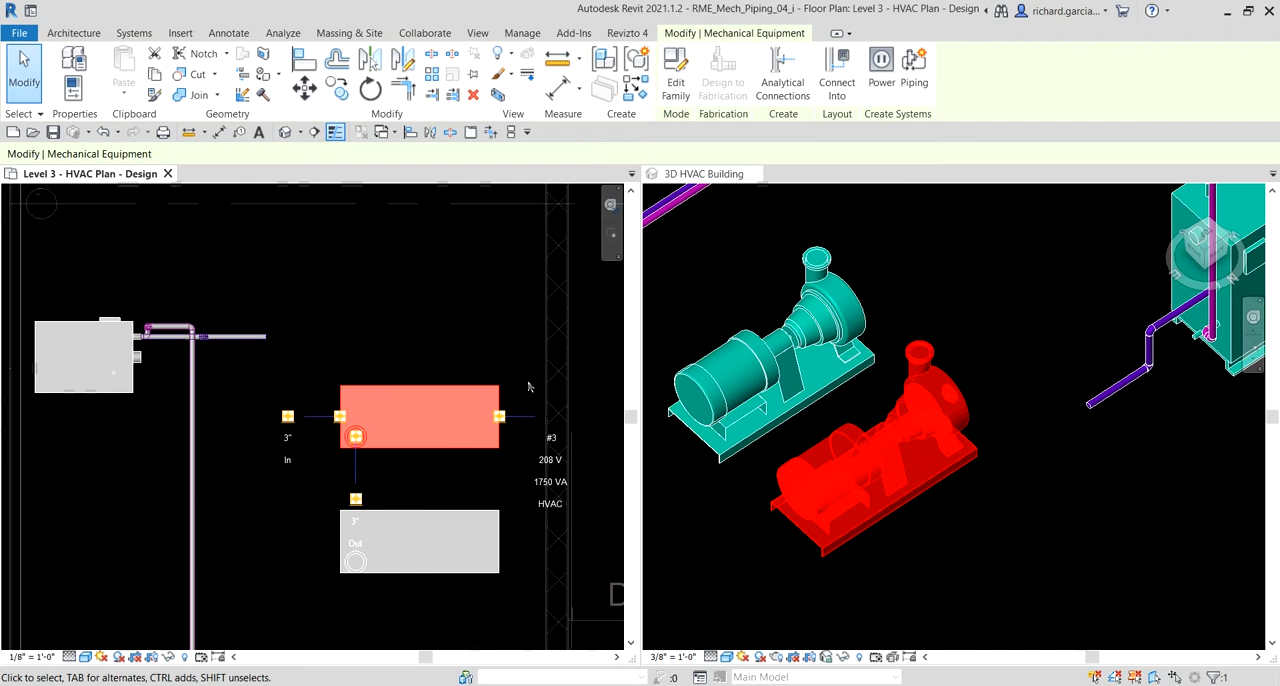 Autodesk Revit 2021.1.2 - RME_Mech_Piping_04_i - Floor Plan: Level 3 - HVAC Plan - Design
richard.garcia...
File Architecture Systems Insert Annotate Analyze Massing & Site Collaborate View Manage Add-Ins Revizto 4 Modify | Mechanical Equipment
Modify
Paste
Notch
Cut
Join
Edit Family
Design to Fabrication
Analytical Connections
Connect Into
Power
Piping
Select Properties Clipboard Geometry Modify View Measure Create Mode Fabrication Create Layout Create Systems
Modify | Mechanical Equipment
Level 3 - HVAC Plan - Design
3D HVAC Building
3"
In
#3
208 V
1750 VA
HVAC
3"
Out
D
1/8" = 1'-0"
3/8" = 1'-0"
Click to select, TAB for alternates, CTRL adds, SHIFT unselects.
:0
Main Model
:1